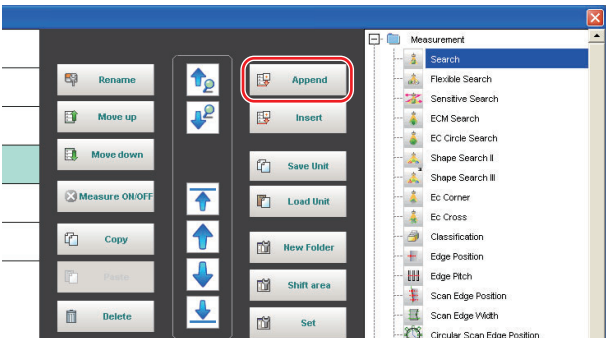 Rename
Move up
Move down
Measure ON/OFF
Copy
Paste
Delete
Append
Insert
Save Unit
Load Unit
New Folder
Shift area
Set
Measurement
Search
Flexible Search
Sensitive Search
ECM Search
EC Circle Search
Shape Search II
Shape Search III
Ec Corner
Ec Cross
Classification
Edge Position
Edge Pitch
Scan Edge Position
Scan Edge Width
Circular Scan Edge Position